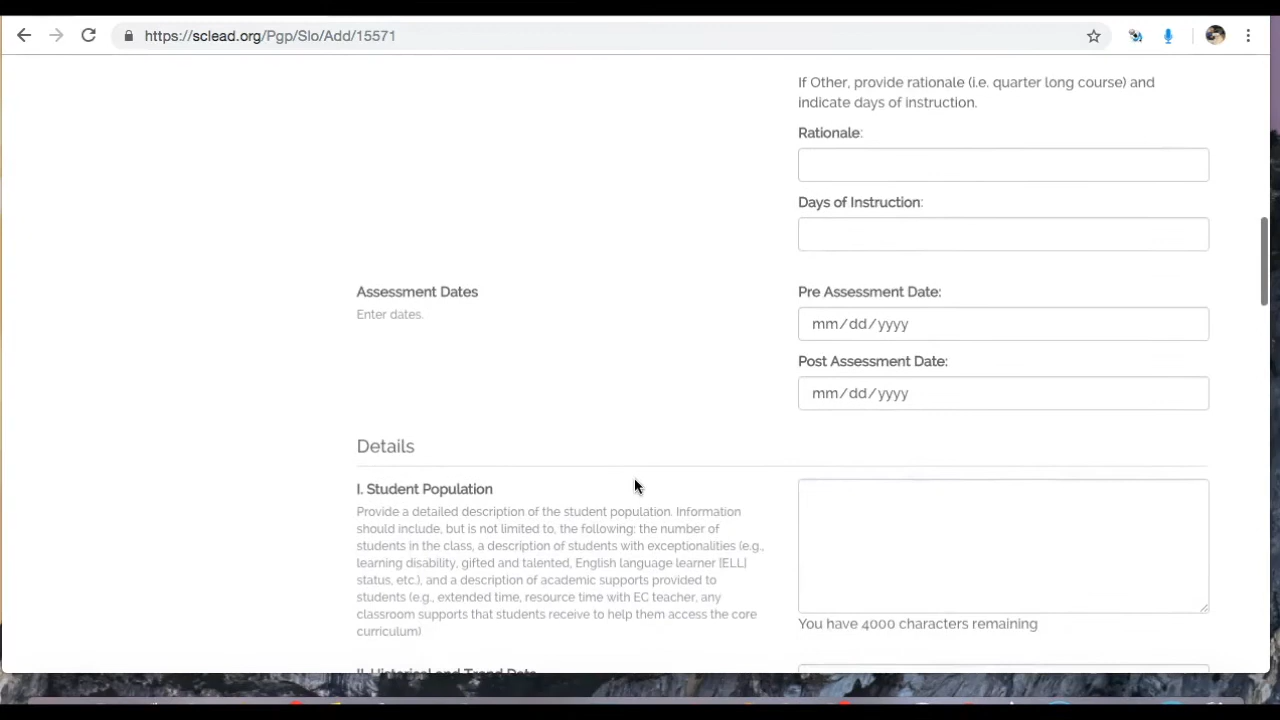 https://sclead.org/Pgp/Slo/Add/15571
If Other, provide rationale (i.e. quarter long course) and
indicate days of instruction.
Rationale:
Days of Instruction:
Assessment Dates
Enter dates.
Pre Assessment Date:
mm/dd/yyyy
Post Assessment Date:
mm/dd/yyyy
Details
I. Student Population
Provide a detailed description of the student population. Information
should include, but is not limited to, the following: the number of
students in the class, a description of students with exceptionalities (e.g.,
learning disability, gifted and talented, English language learner [ELL]
status, etc.), and a description of academic supports provided to
students (e.g., extended time, resource time with EC teacher, any
classroom supports that students receive to help them access the core
curriculum)
You have 4000 characters remaining
II. Historical and Trend Data